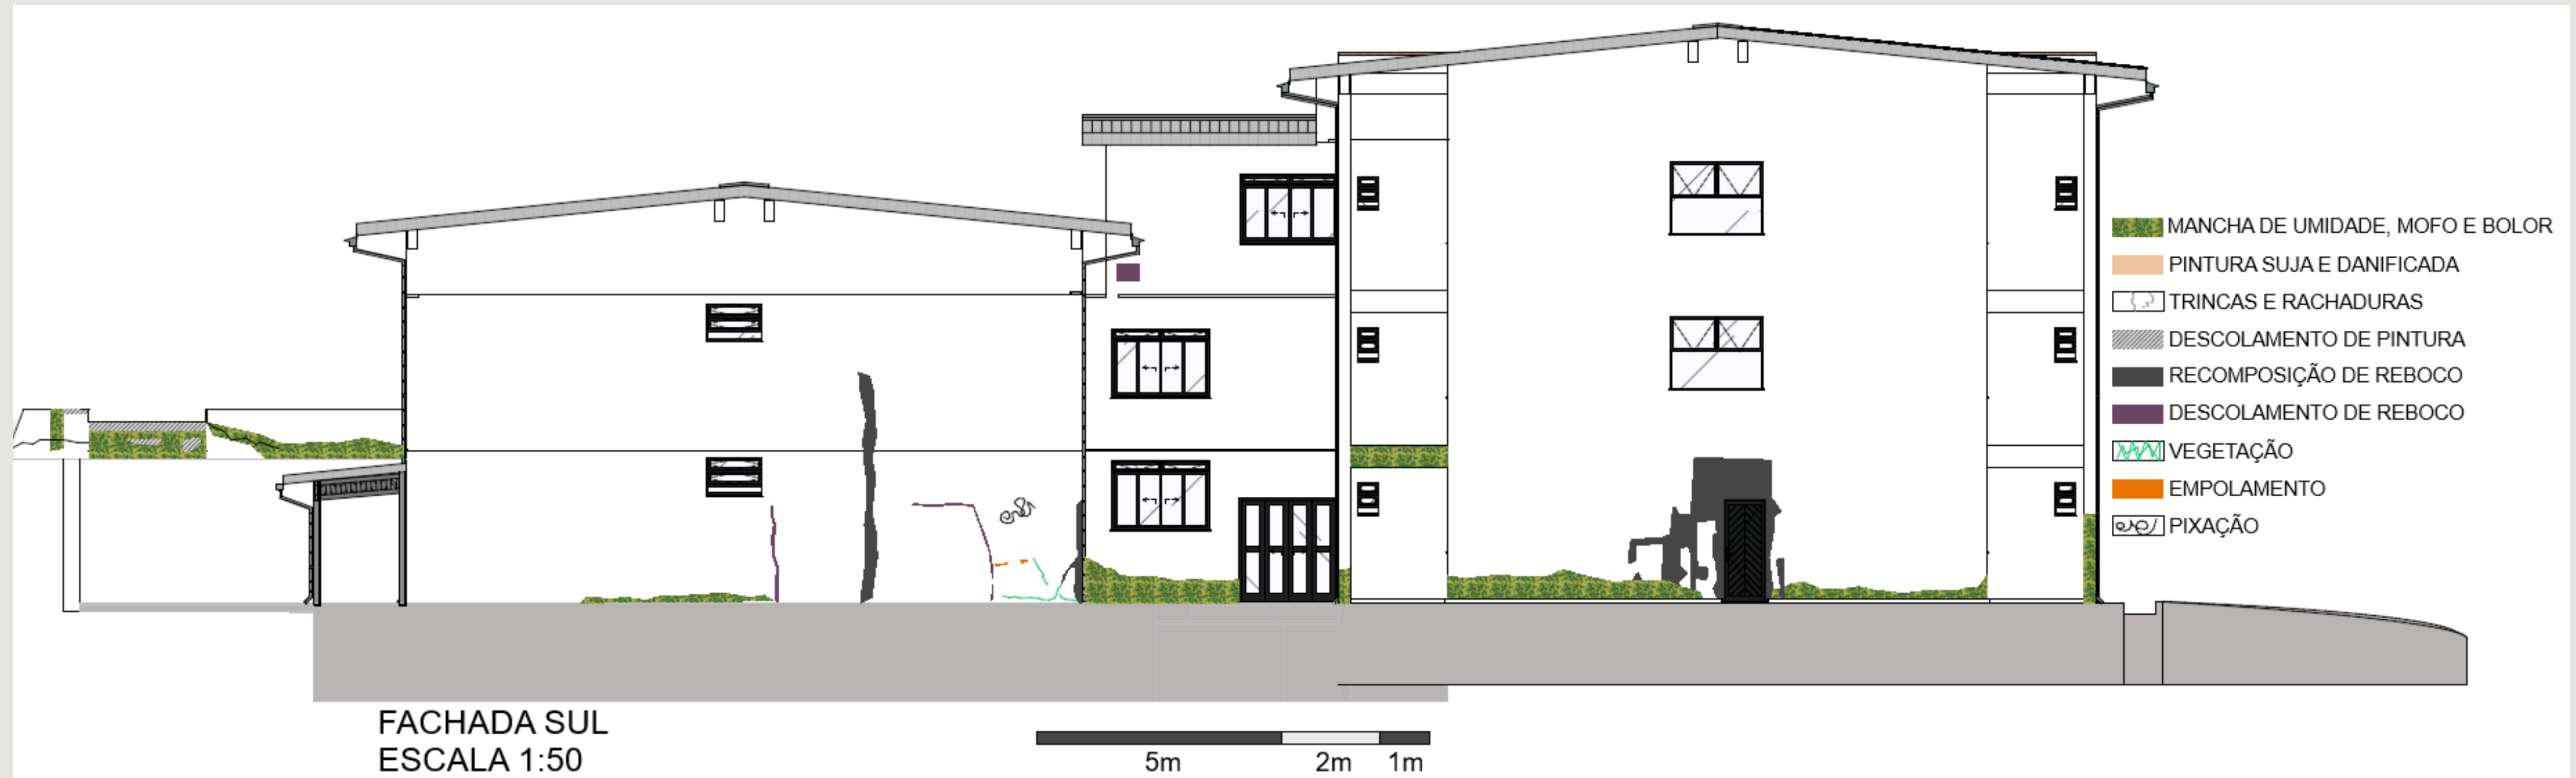 MANCHA DE UMIDADE, MOFO E BOLOR
PINTURA SUJA E DANIFICADA
TRINCAS E RACHADURAS
DESCOLAMENTO DE PINTURA
RECOMPOSIÇÃO DE REBOCO
DESCOLAMENTO DE REBOCO
VEGETAÇÃO
EMPOLAMENTO
PIXAÇÃO
FACHADA SUL
ESCALA 1:50
5m 2m 1m